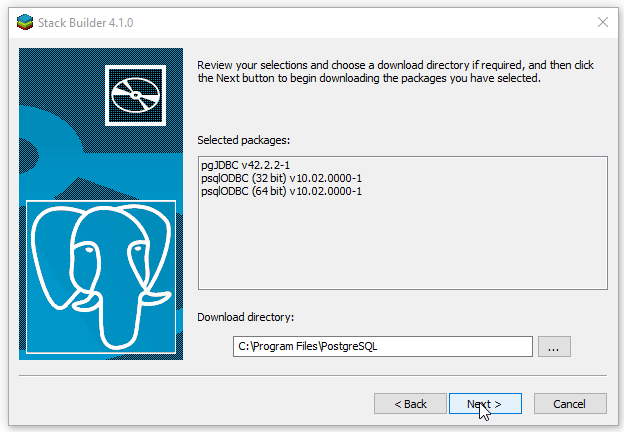 Stack Builder 4.1.0
Review your selections and choose a download directory if required, and then click
the Next button to begin downloading the packages you have selected.
Selected packages:
pgJDBC v42.2.2-1
psqlODBC (32 bit) v10.02.0000-1
psqlODBC (64 bit) v10.02.0000-1
Download directory:
C:\Program Files\PostgreSQL
...
< Back
Next >
Cancel